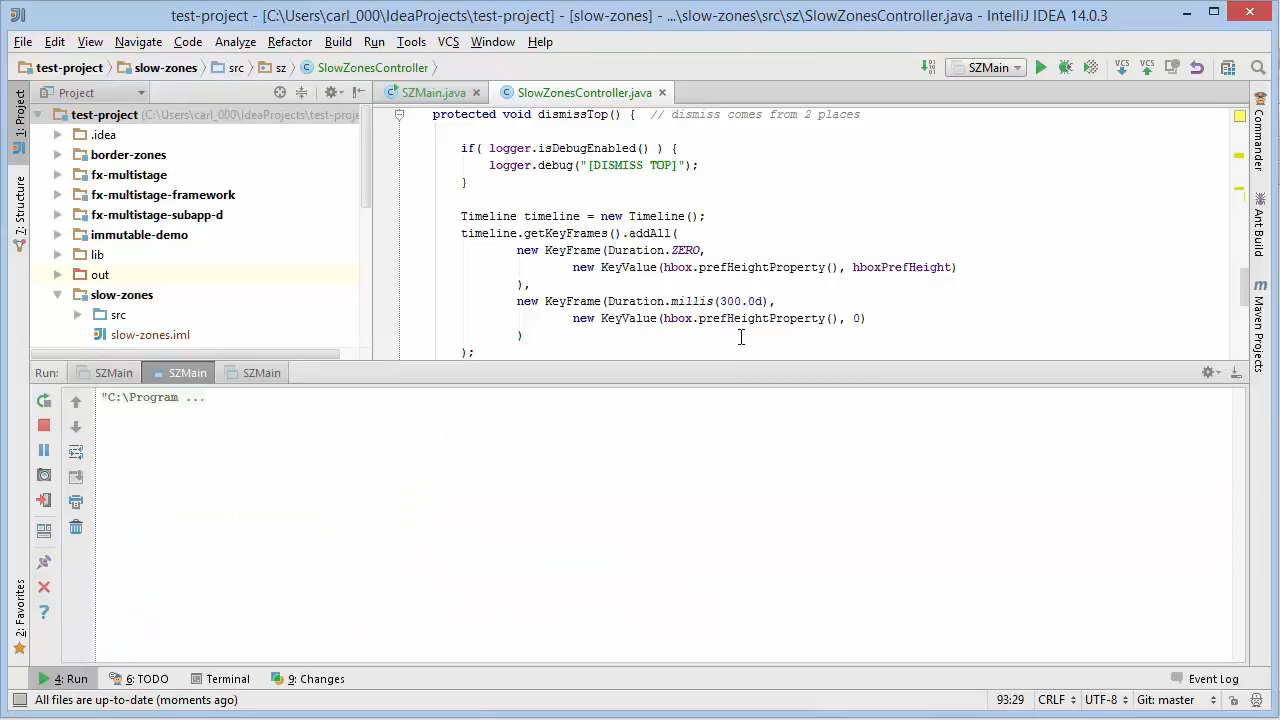 test-project - [C:\Users\carl_000\IdeaProjects\test-project] - [slow-zones] - ...\slow-zones\src\sz\SlowZonesController.java - IntelliJ IDEA 14.0.3
File Edit View Navigate Code Analyze Refactor Build Run Tools VCS Window Help
test-project slow-zones src sz SlowZonesController SZMain VCS VCS
1: Project
7: Structure
2: Favorites
Project
test-project (C:\Users\carl_000\IdeaProjects\test-proje
.idea
border-zones
fx-multistage
fx-multistage-framework
fx-multistage-subapp-d
immutable-demo
lib
out
slow-zones
src
slow-zones.iml
SZMain.java SlowZonesController.java
protected void dismissTop() { // dismiss comes from 2 places
if( logger.isDebugEnabled() ) {
logger.debug("[DISMISS TOP]");
}
Timeline timeline = new Timeline();
timeline.getKeyFrames().addAll(
new KeyFrame(Duration.ZERO,
new KeyValue(hbox.prefHeightProperty(), hboxPrefHeight)
),
new KeyFrame(Duration.millis(300.0d),
new KeyValue(hbox.prefHeightProperty(), 0)
)
);
Commander
Ant Build
Maven Projects
Run: SZMain SZMain SZMain
"C:\Program ...
4: Run 6: TODO Terminal 9: Changes Event Log
All files are up-to-date (moments ago) 93:29 CRLF UTF-8 Git: master